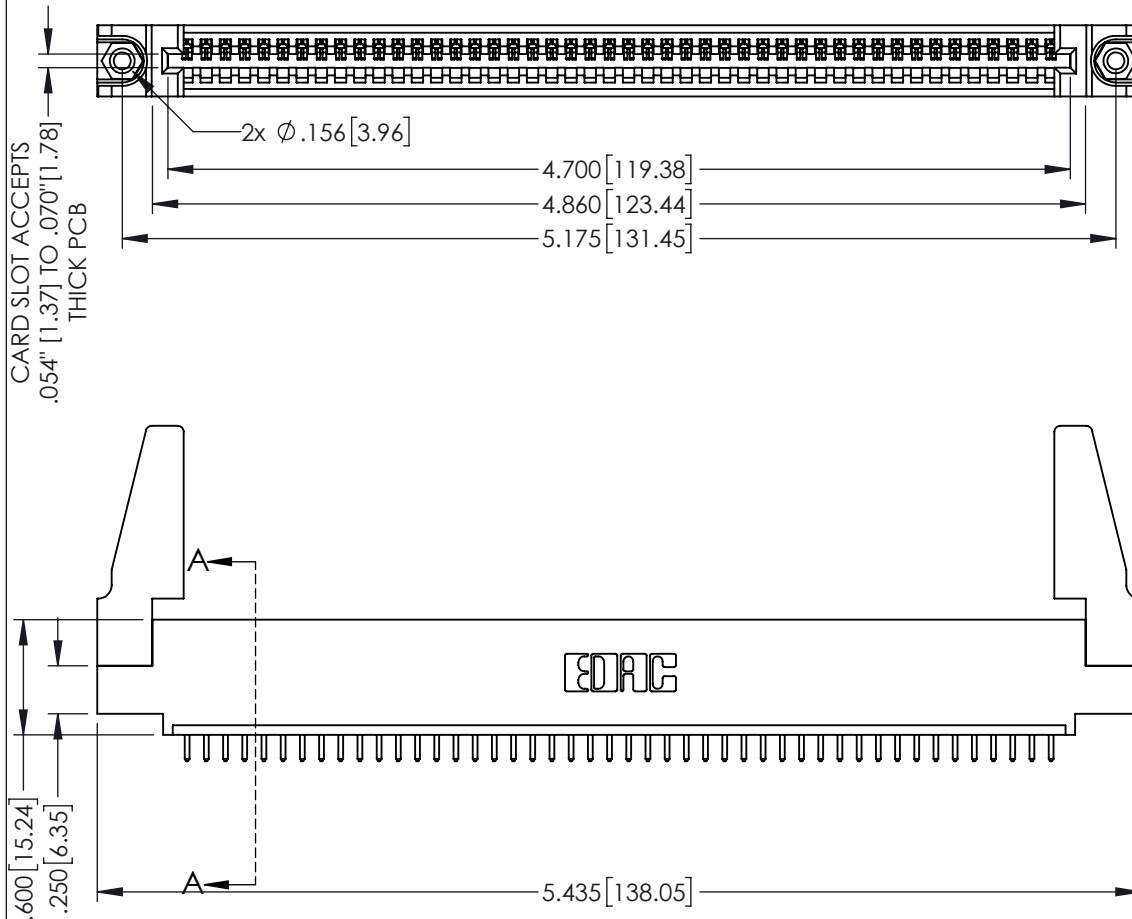 2x Ø.156[3.96]
4.700[119.38]
4.860[123.44]
5.175[131.45]
CARD SLOT ACCEPTS
.054" [1.37] TO .070"[1.78]
THICK PCB
A
EDAC
A
.600[15.24]
.250[6.35]
5.435[138.05]